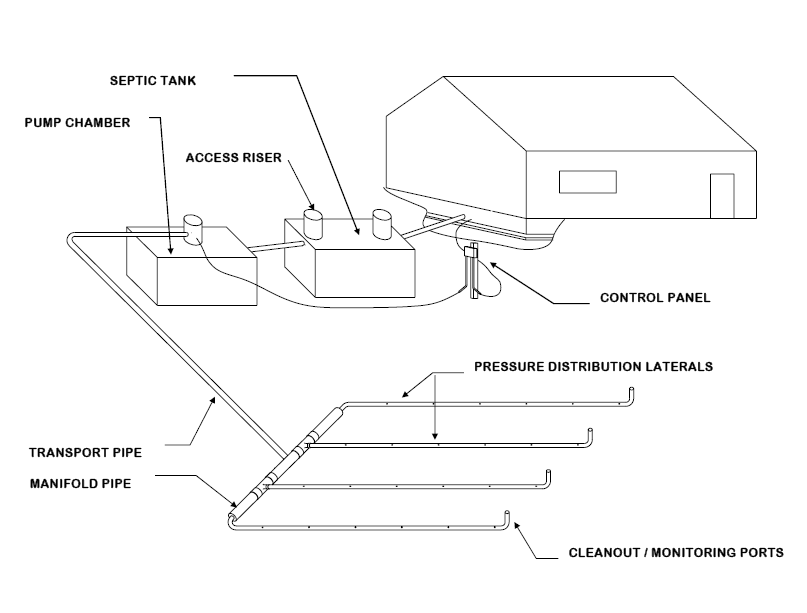 SEPTIC TANK
PUMP CHAMBER
ACCESS RISER
CONTROL PANEL
PRESSURE DISTRIBUTION LATERALS
TRANSPORT PIPE
MANIFOLD PIPE
CLEANOUT / MONITORING PORTS